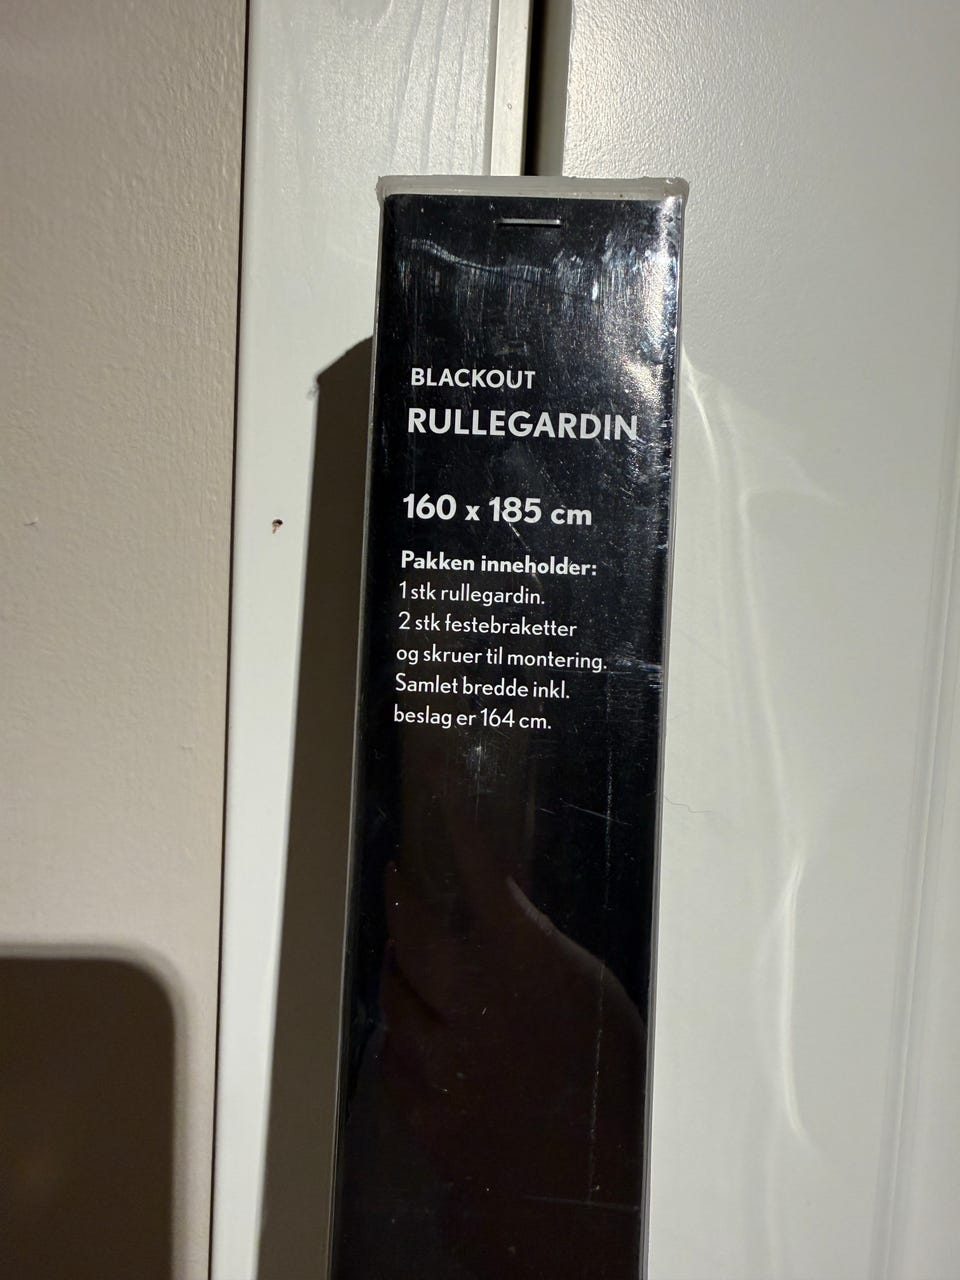 BLACKOUT
RULLEGARDIN
160 x 185 cm
Pakken inneholder:
1 stk rullegardin.
2 stk festebraketter
og skruer til montering.
Samlet bredde inkl.
beslag er 164 cm.